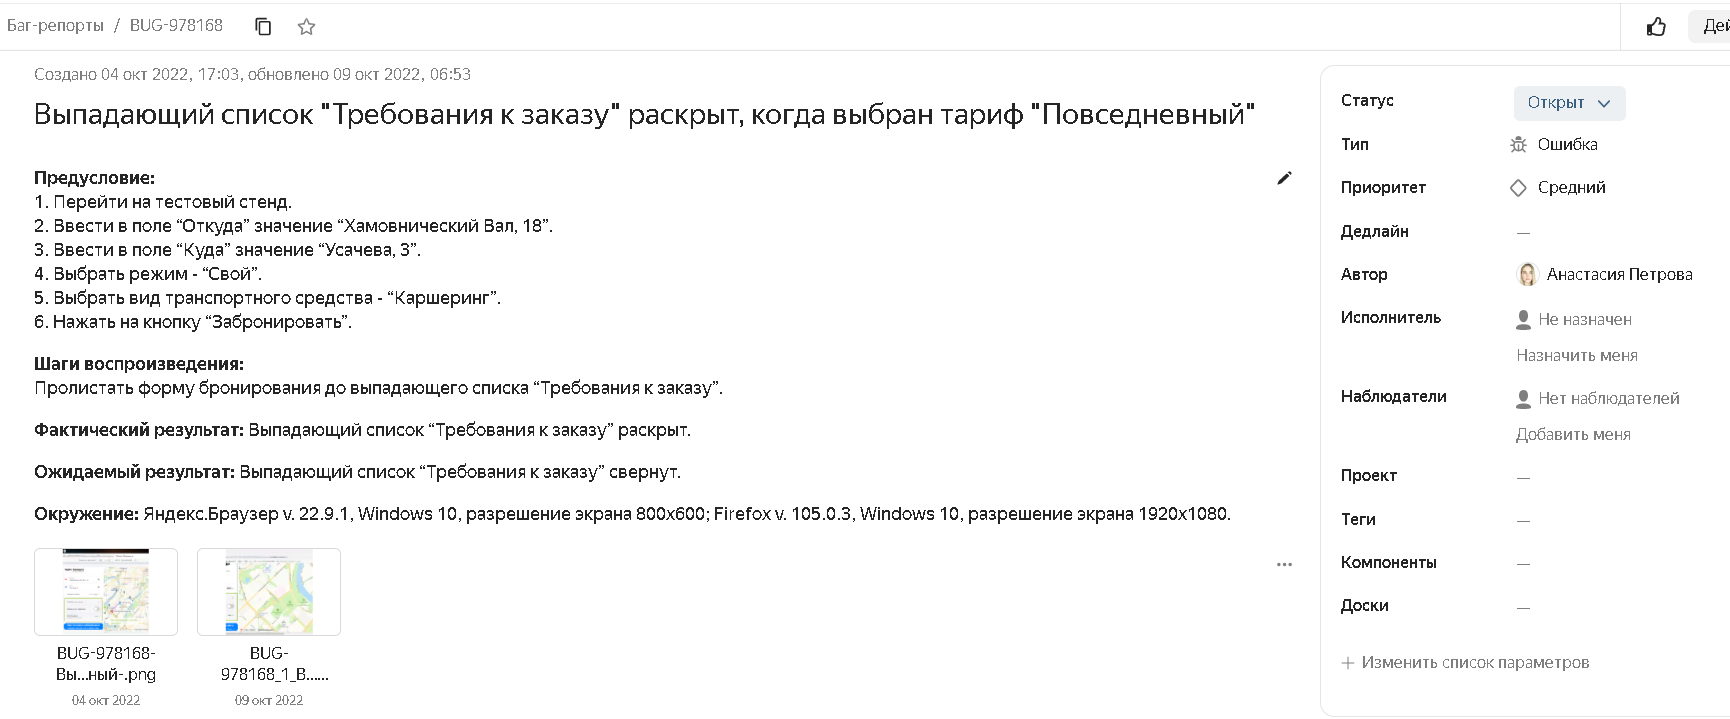 Баг-репорты / BUG-978168
Дей
Создано 04 окт 2022, 17:03, обновлено 09 окт 2022, 06:53
Выпадающий список "Требования к заказу" раскрыт, когда выбран тариф "Повседневный"
Предусловие:
1. Перейти на тестовый стенд.
2. Ввести в поле “Откуда” значение “Хамовнический Вал, 18”.
3. Ввести в поле “Куда” значение “Усачева, 3”.
4. Выбрать режим - “Свой”.
5. Выбрать вид транспортного средства - “Каршеринг”.
6. Нажать на кнопку “Забронировать”.
Шаги воспроизведения:
Пролистать форму бронирования до выпадающего списка “Требования к заказу”.
Фактический результат: Выпадающий список “Требования к заказу” раскрыт.
Ожидаемый результат: Выпадающий список “Требования к заказу” свернут.
Окружение: Яндекс.Браузер v. 22.9.1, Windows 10, разрешение экрана 800x600; Firefox v. 105.0.3, Windows 10, разрешение экрана 1920x1080.
BUG-978168-
Вы...ный-.png
04 окт 2022
BUG-
978168_1_В......
09 окт 2022
Статус Открыт
Тип Ошибка
Приоритет Средний
Дедлайн —
Автор Анастасия Петрова
Исполнитель Не назначен
Назначить меня
Наблюдатели Нет наблюдателей
Добавить меня
Проект —
Теги —
Компоненты —
Доски —
+ Изменить список параметров